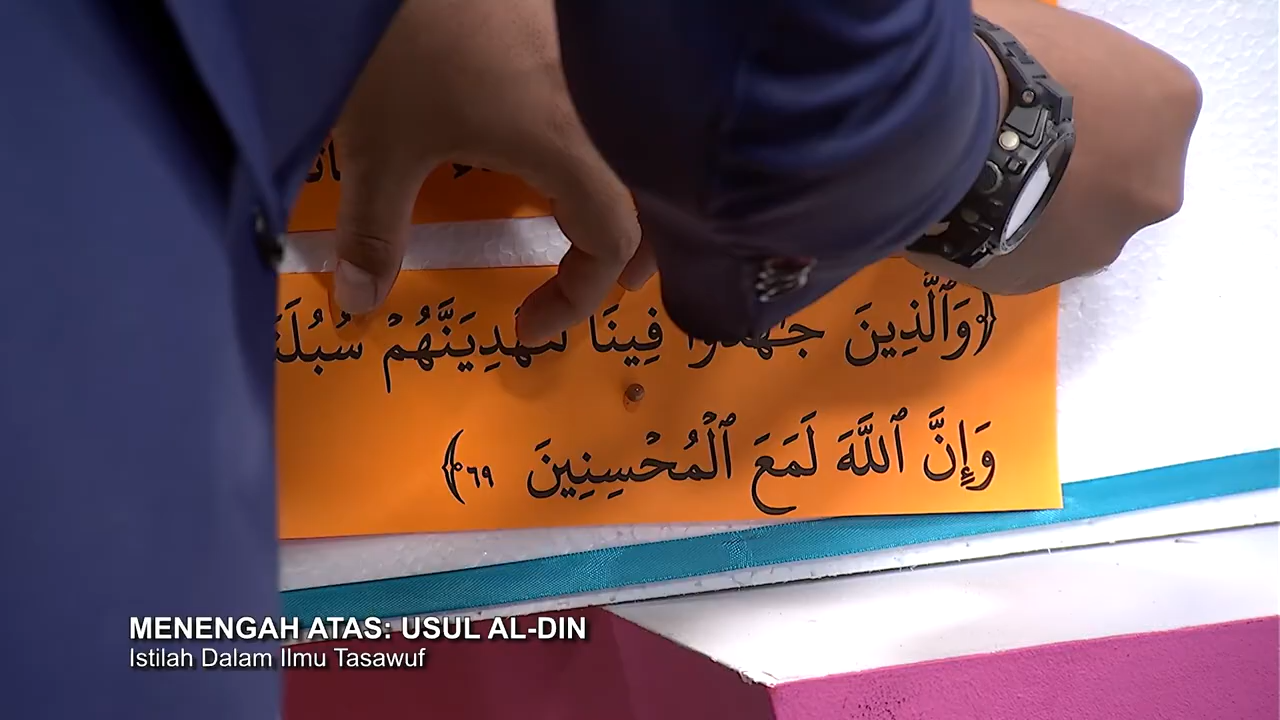 ﴿وَٱلَّذِينَ جَـٰهَدُوا۟ فِينَا لَنَهْدِيَنَّهُمْ سُبُلَنَا
وَإِنَّ ٱللَّهَ لَمَعَ ٱلْمُحْسِنِينَ ٦٩﴾
MENENGAH ATAS: USUL AL-DIN
Istilah Dalam Ilmu Tasawuf